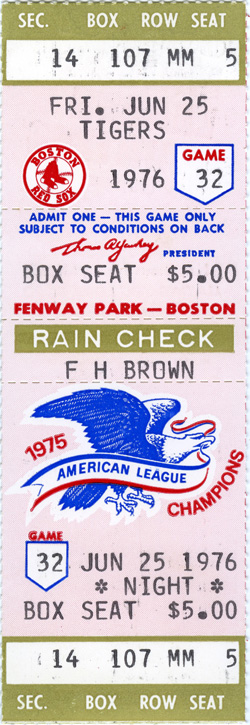 SEC. BOX ROW SEAT
14 107 MM 5
FRI. JUN 25
TIGERS
BOSTON
RED SOX
1976
GAME
32
ADMIT ONE — THIS GAME ONLY
SUBJECT TO CONDITIONS ON BACK
PRESIDENT
BOX SEAT $5.00
FENWAY PARK — BOSTON
RAIN CHECK
F H BROWN
1975
AMERICAN LEAGUE
CHAMPIONS
GAME
32
JUN 25 1976
* NIGHT *
BOX SEAT $5.00
14 107 MM 5
SEC. BOX ROW SEAT